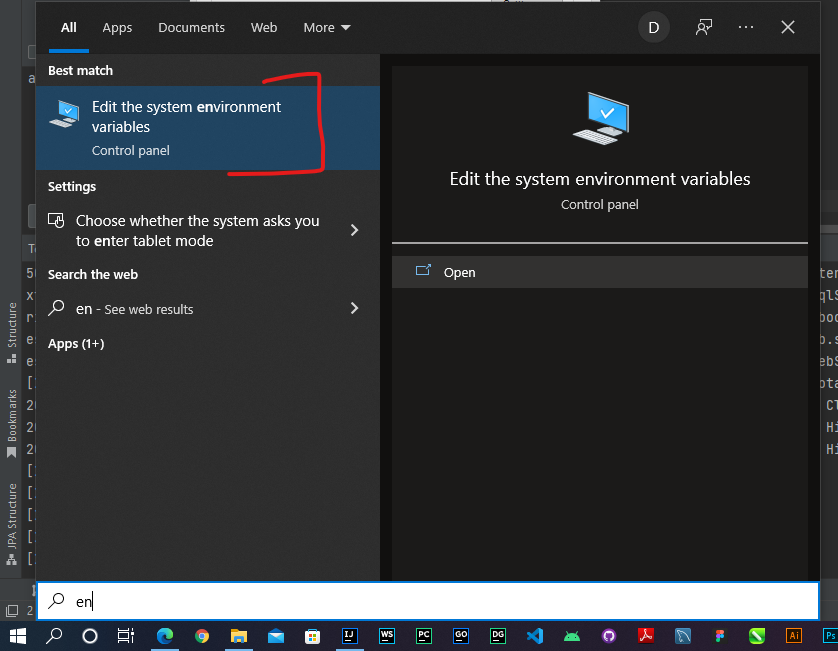 All Apps Documents Web More D
Best match
Edit the system environment
variables
Control panel
Settings
Choose whether the system asks you
to enter tablet mode
Search the web
en - See web results
Apps (1+)
Edit the system environment variables
Control panel
Open
Structure
Bookmarks
JPA Structure
en
IJ WS PC GO DG Ai Ps